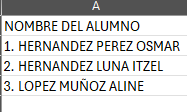 A
NOMBRE DEL ALUMNO
1. HERNANDEZ PEREZ OSMAR
2. HERNANDEZ LUNA ITZEL
3. LOPEZ MUÑOZ ALINE